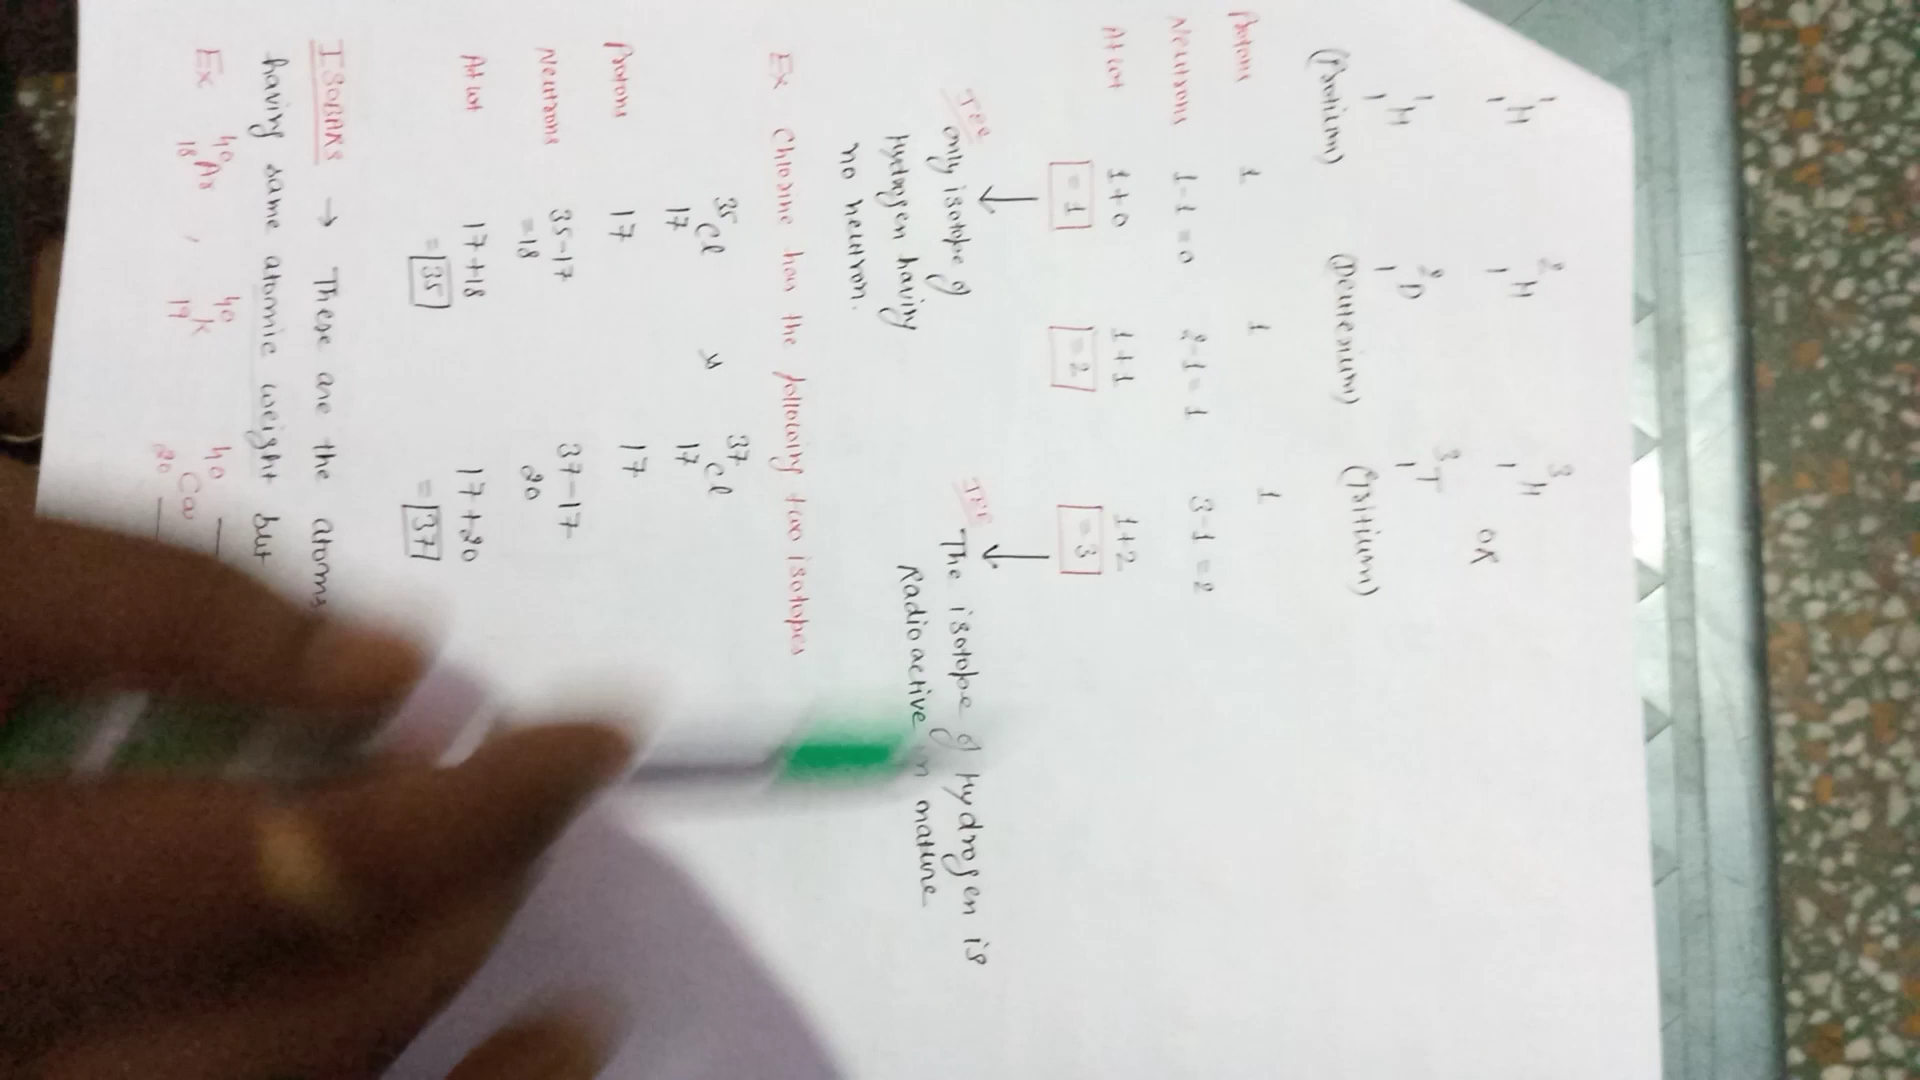 ¹₁H ²₁H ³₁H OR
¹₁H ²₁D ³₁T
(Protium) (Deuterium) (Tritium)
Protons 1 1 1
Neutrons 1-1=0 2-1=1 3-1=2
At wt 1+0 1+1 1+2
=1 =2 =3
JEE only isotope of JEE The isotope of Hydrogen is
Hydrogen having Radioactive in nature
no neutron.
Ex Chlorine has the following two isotopes
³⁵₁₇Cl ³⁷₁₇Cl
Protons 17 17
Neutrons 35-17 37-17
=18 20
At wt 17+18 17+20
=35 =37
ISOBARS → These are the atoms
having same atomic weight but
Ex ⁴⁰₁₈Ar, ⁴⁰₁₉K ⁴⁰₂₀Ca